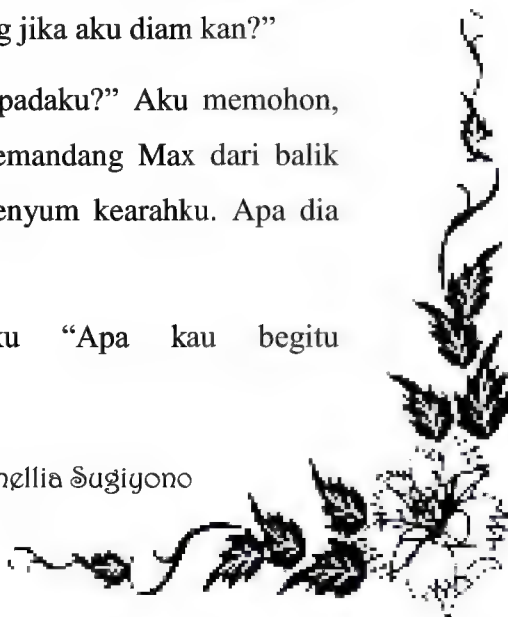 g jika aku diam kan?”
padaku?” Aku memohon,
emandang Max dari balik
enyum kearahku. Apa dia
ku “Apa kau begitu
nellia Sugiyono